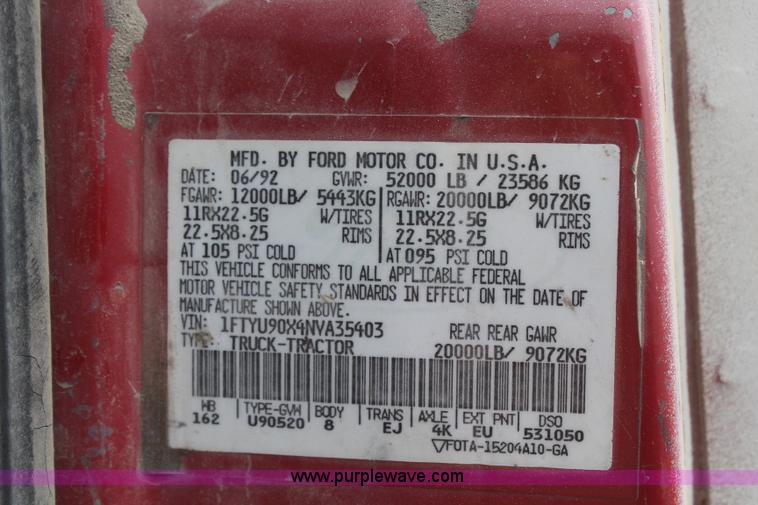 MFD. BY FORD MOTOR CO. IN U.S.A.
DATE: 06/92 GVWR: 52000 LB / 23586 KG
FGAWR: 12000LB/ 5443KG RGAWR: 20000LB/ 9072KG
11RX22.5G W/TIRES 11RX22.5G W/TIRES
22.5X8.25 RIMS 22.5X8.25 RIMS
AT 105 PSI COLD AT 095 PSI COLD
THIS VEHICLE CONFORMS TO ALL APPLICABLE FEDERAL
MOTOR VEHICLE SAFETY STANDARDS IN EFFECT ON THE DATE OF
MANUFACTURE SHOWN ABOVE.
VIN: 1FTYU90X4NVA35403 REAR REAR GAWR
TYPE: TRUCK-TRACTOR 20000LB/ 9072KG
WB TYPE-GVW BODY TRANS AXLE EXT PNT DSO
162 U90520 8 EJ 4K EU 531050
▽FOTA-15204A10-GA
www.purplewave.com